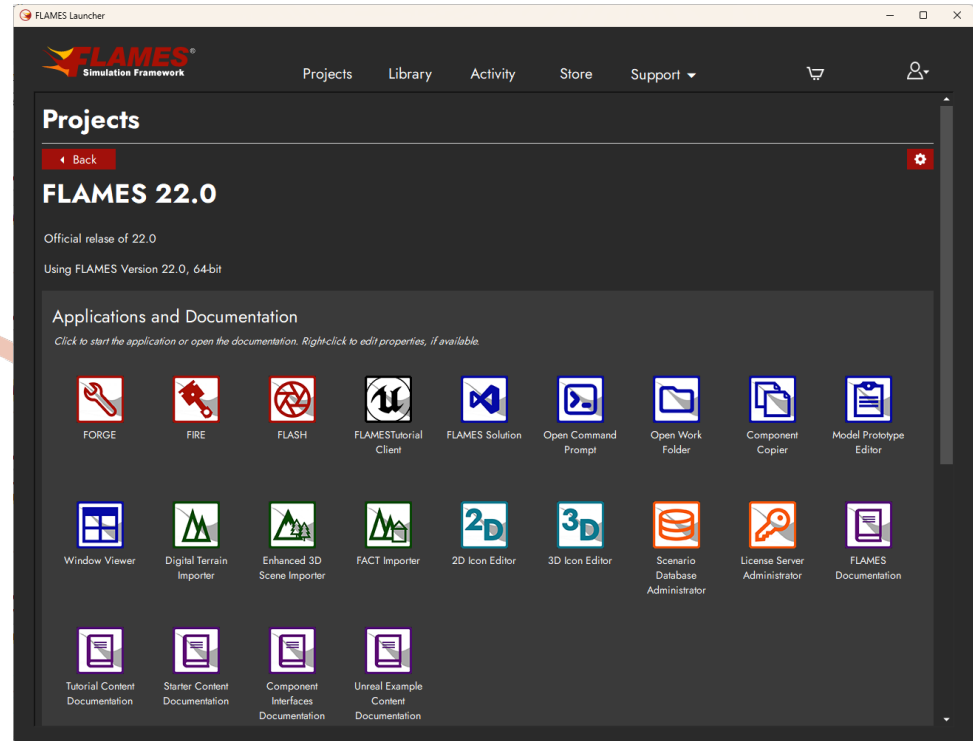 FLAMES Launcher
FLAMES®
Simulation Framework
Projects Library Activity Store Support
Projects
Back
FLAMES 22.0
Official relase of 22.0
Using FLAMES Version 22.0, 64-bit
Applications and Documentation
Click to start the application or open the documentation. Right-click to edit properties, if available.
FORGE
FIRE
FLASH
FLAMESTutorial
Client
FLAMES Solution
Open Command
Prompt
Open Work
Folder
Component
Copier
Model Prototype
Editor
Window Viewer
Digital Terrain
Importer
Enhanced 3D
Scene Importer
FACT Importer
2D
2D Icon Editor
3D
3D Icon Editor
Scenario
Database
Administrator
License Server
Administrator
FLAMES
Documentation
Tutorial Content
Documentation
Starter Content
Documentation
Component
Interfaces
Documentation
Unreal Example
Content
Documentation